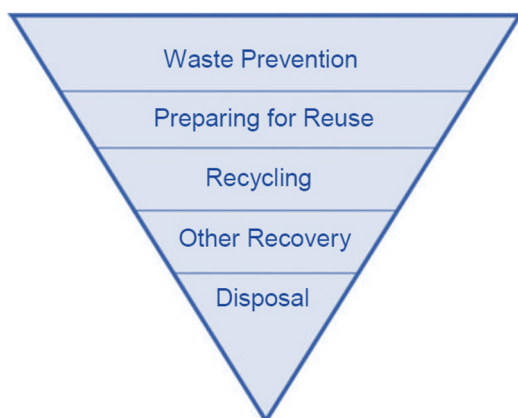 Waste Prevention
Preparing for Reuse
Recycling
Other Recovery
Disposal